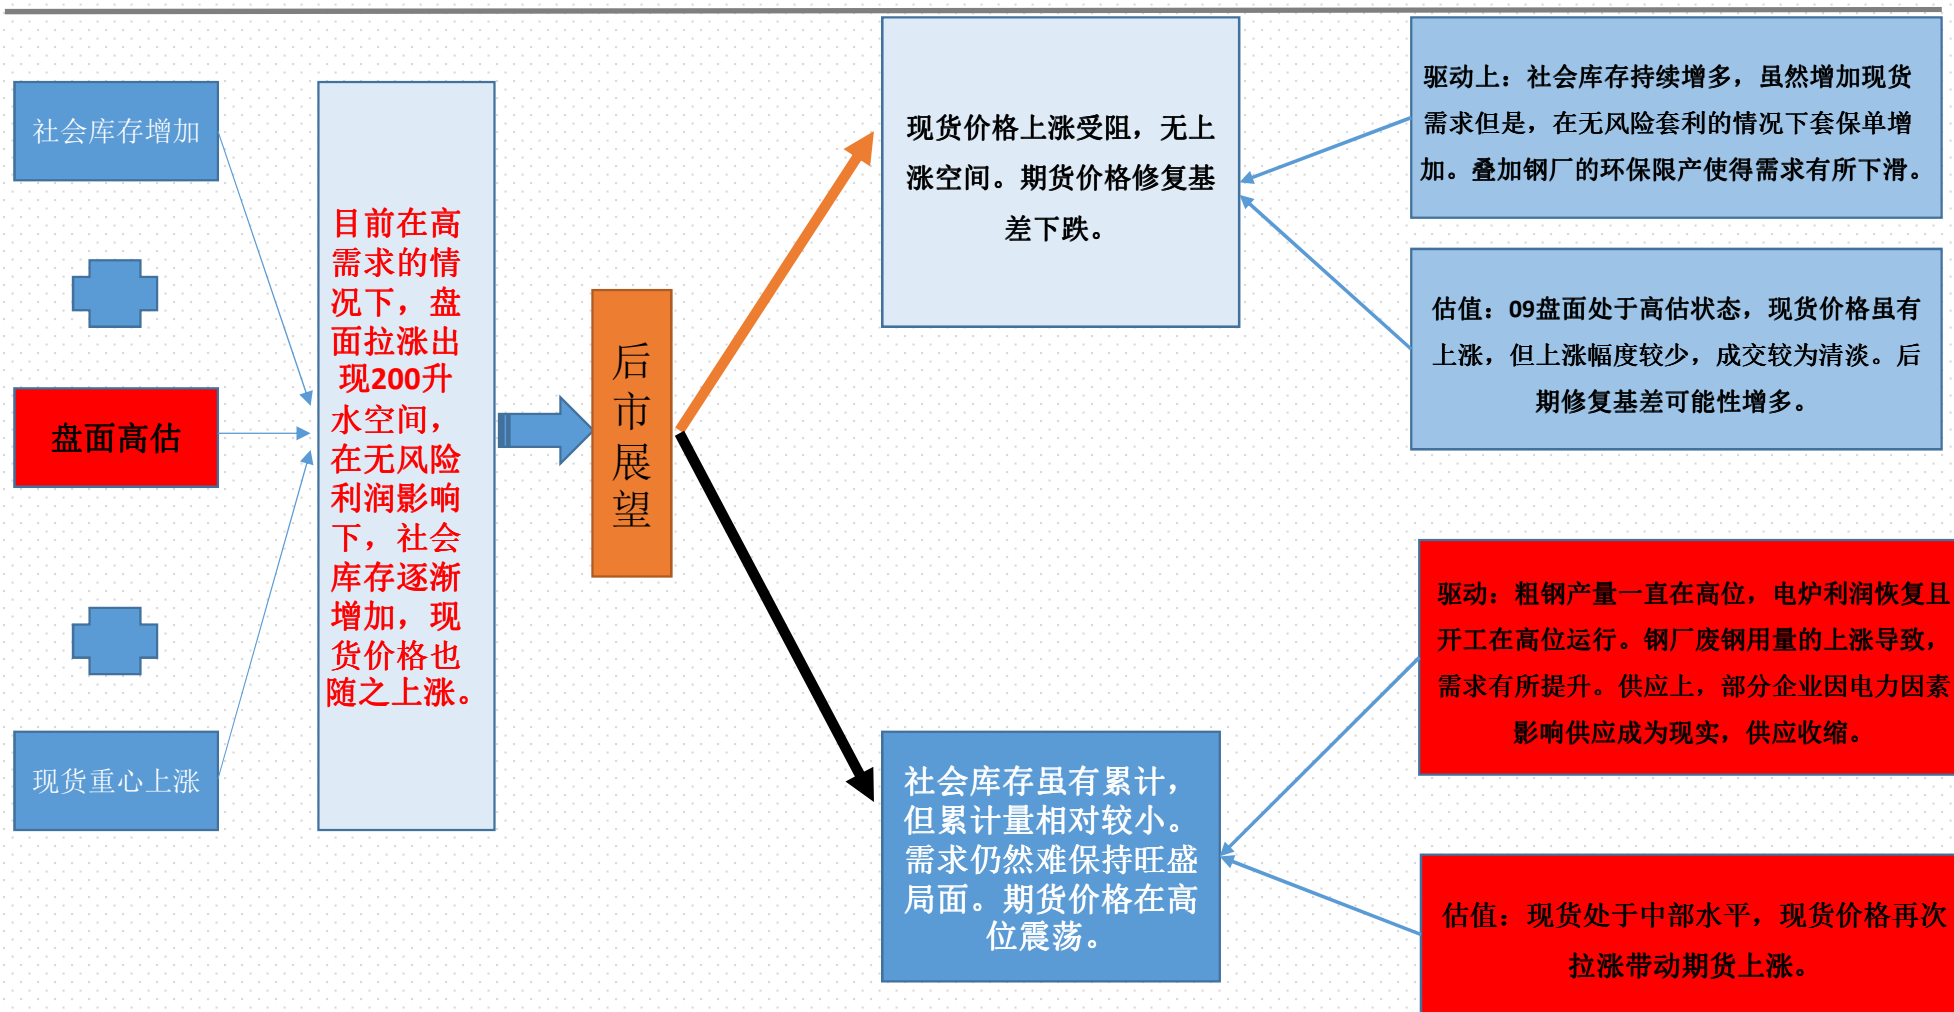 社会库存增加
盘面高估
现货重心上涨
目前在高
需求的情
况下，盘
面拉涨出
现200升
水空间，
在无风险
利润影响
下，社会
库存逐渐
增加，现
货价格也
随之上涨。
后
市
展
望
现货价格上涨受阻，无上
涨空间。期货价格修复基
差下跌。
驱动上：社会库存持续增多，虽然增加现货
需求但是，在无风险套利的情况下套保单增
加。叠加钢厂的环保限产使得需求有所下滑。
估值：09盘面处于高估状态，现货价格虽有
上涨，但上涨幅度较少，成交较为清淡。后
期修复基差可能性增多。
社会库存虽有累计，
但累计量相对较小。
需求仍然难保持旺盛
局面。期货价格在高
位震荡。
驱动：粗钢产量一直在高位，电炉利润恢复且
开工在高位运行。钢厂废钢用量的上涨导致，
需求有所提升。供应上，部分企业因电力因素
影响供应成为现实，供应收缩。
估值：现货处于中部水平，现货价格再次
拉涨带动期货上涨。